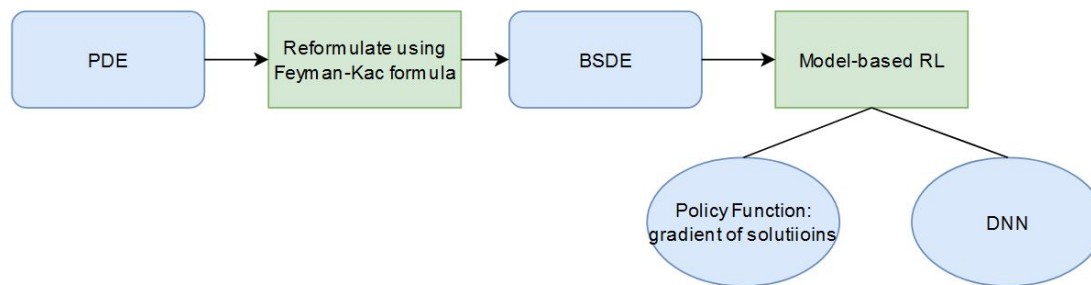 PDE
Reformulate using
Feyman-Kac formula
BSDE
Model-based RL
Policy Function:
gradient of solutiioins
DNN